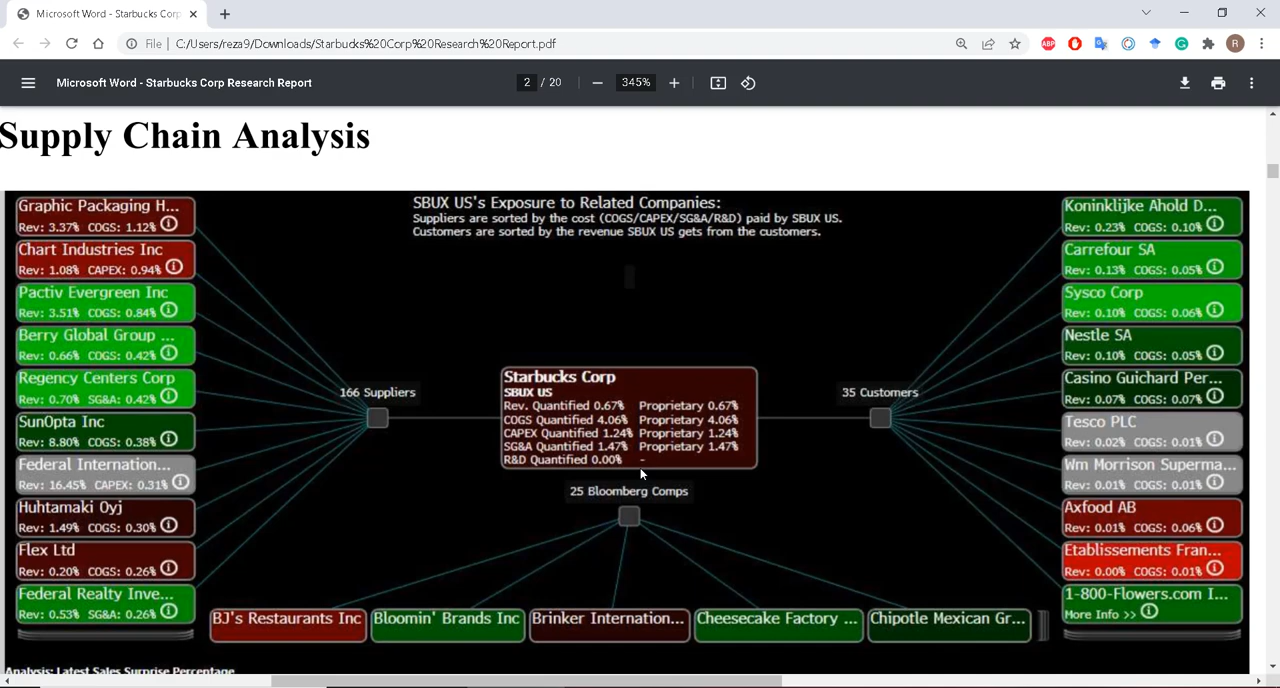 Microsoft Word - Starbucks Corp
File
C:/Users/reza9/Downloads/Starbucks%20Corp%20Research%20Report.pdf
ABP
R
Microsoft Word - Starbucks Corp Research Report
2 / 20
345%
Supply Chain Analysis
SBUX US's Exposure to Related Companies:
Suppliers are sorted by the cost (COGS/CAPEX/SG&A/R&D) paid by SBUX US.
Customers are sorted by the revenue SBUX US gets from the customers.
Graphic Packaging H...
Rev: 3.37% COGS: 1.12%
Chart Industries Inc
Rev: 1.08% CAPEX: 0.94%
Pactiv Evergreen Inc
Rev: 3.51% COGS: 0.84%
Berry Global Group ...
Rev: 0.66% COGS: 0.42%
Regency Centers Corp
Rev: 0.70% SG&A: 0.42%
SunOpta Inc
Rev: 8.80% COGS: 0.38%
Federal Internation...
Rev: 16.45% CAPEX: 0.31%
Huhtamaki Oyj
Rev: 1.49% COGS: 0.30%
Flex Ltd
Rev: 0.20% COGS: 0.26%
Federal Realty Inve...
Rev: 0.53% SG&A: 0.26%
166 Suppliers
Starbucks Corp
SBUX US
Rev. Quantified 0.67% Proprietary 0.67%
COGS Quantified 4.06% Proprietary 4.06%
CAPEX Quantified 1.24% Proprietary 1.24%
SG&A Quantified 1.47% Proprietary 1.47%
R&D Quantified 0.00% -
25 Bloomberg Comps
BJ's Restaurants Inc
Bloomin' Brands Inc
Brinker Internation...
Cheesecake Factory ...
Chipotle Mexican Gr...
35 Customers
Koninklijke Ahold D...
Rev: 0.23% COGS: 0.10%
Carrefour SA
Rev: 0.13% COGS: 0.05%
Sysco Corp
Rev: 0.10% COGS: 0.06%
Nestle SA
Rev: 0.10% COGS: 0.05%
Casino Guichard Per...
Rev: 0.07% COGS: 0.07%
Tesco PLC
Rev: 0.02% COGS: 0.01%
Wm Morrison Superma...
Rev: 0.01% COGS: 0.01%
Axfood AB
Rev: 0.01% COGS: 0.06%
Etablissements Fran...
Rev: 0.00% COGS: 0.01%
1-800-Flowers.com I...
More Info >>
Analysis: Latest Sales Surprise Percentage